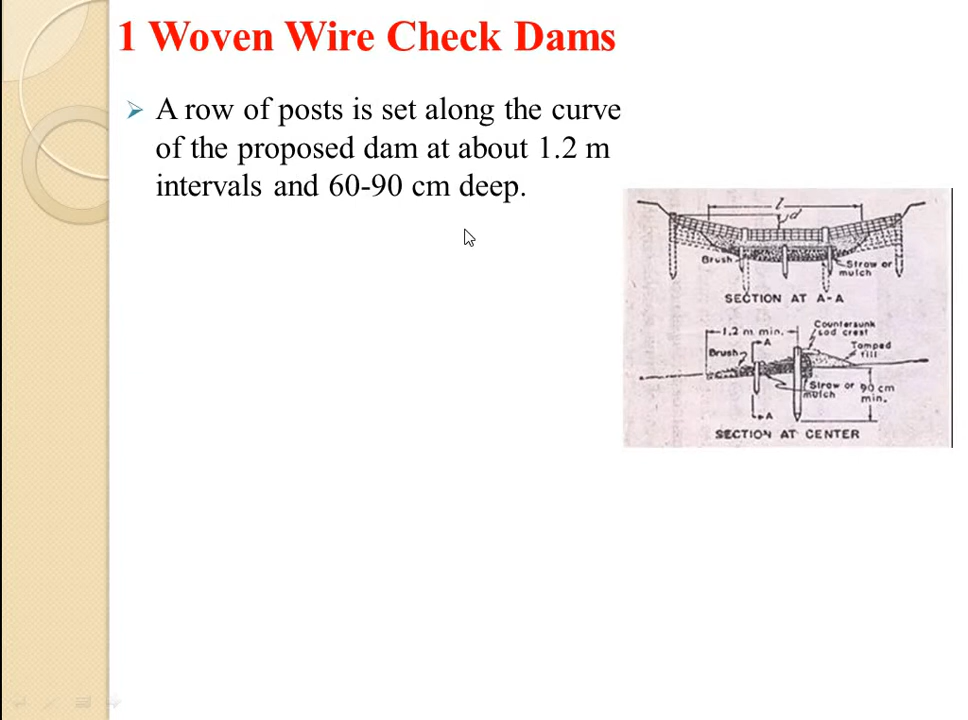 1 Woven Wire Check Dams
A row of posts is set along the curve
of the proposed dam at about 1.2 m
intervals and 60-90 cm deep.
l
d
Brush
Straw or
mulch
SECTION AT A-A
1.2 m min.
Countersunk
sod crest
A
Tamped
fill
Brush
Straw or
mulch
90 cm
min.
A
SECTION AT CENTER